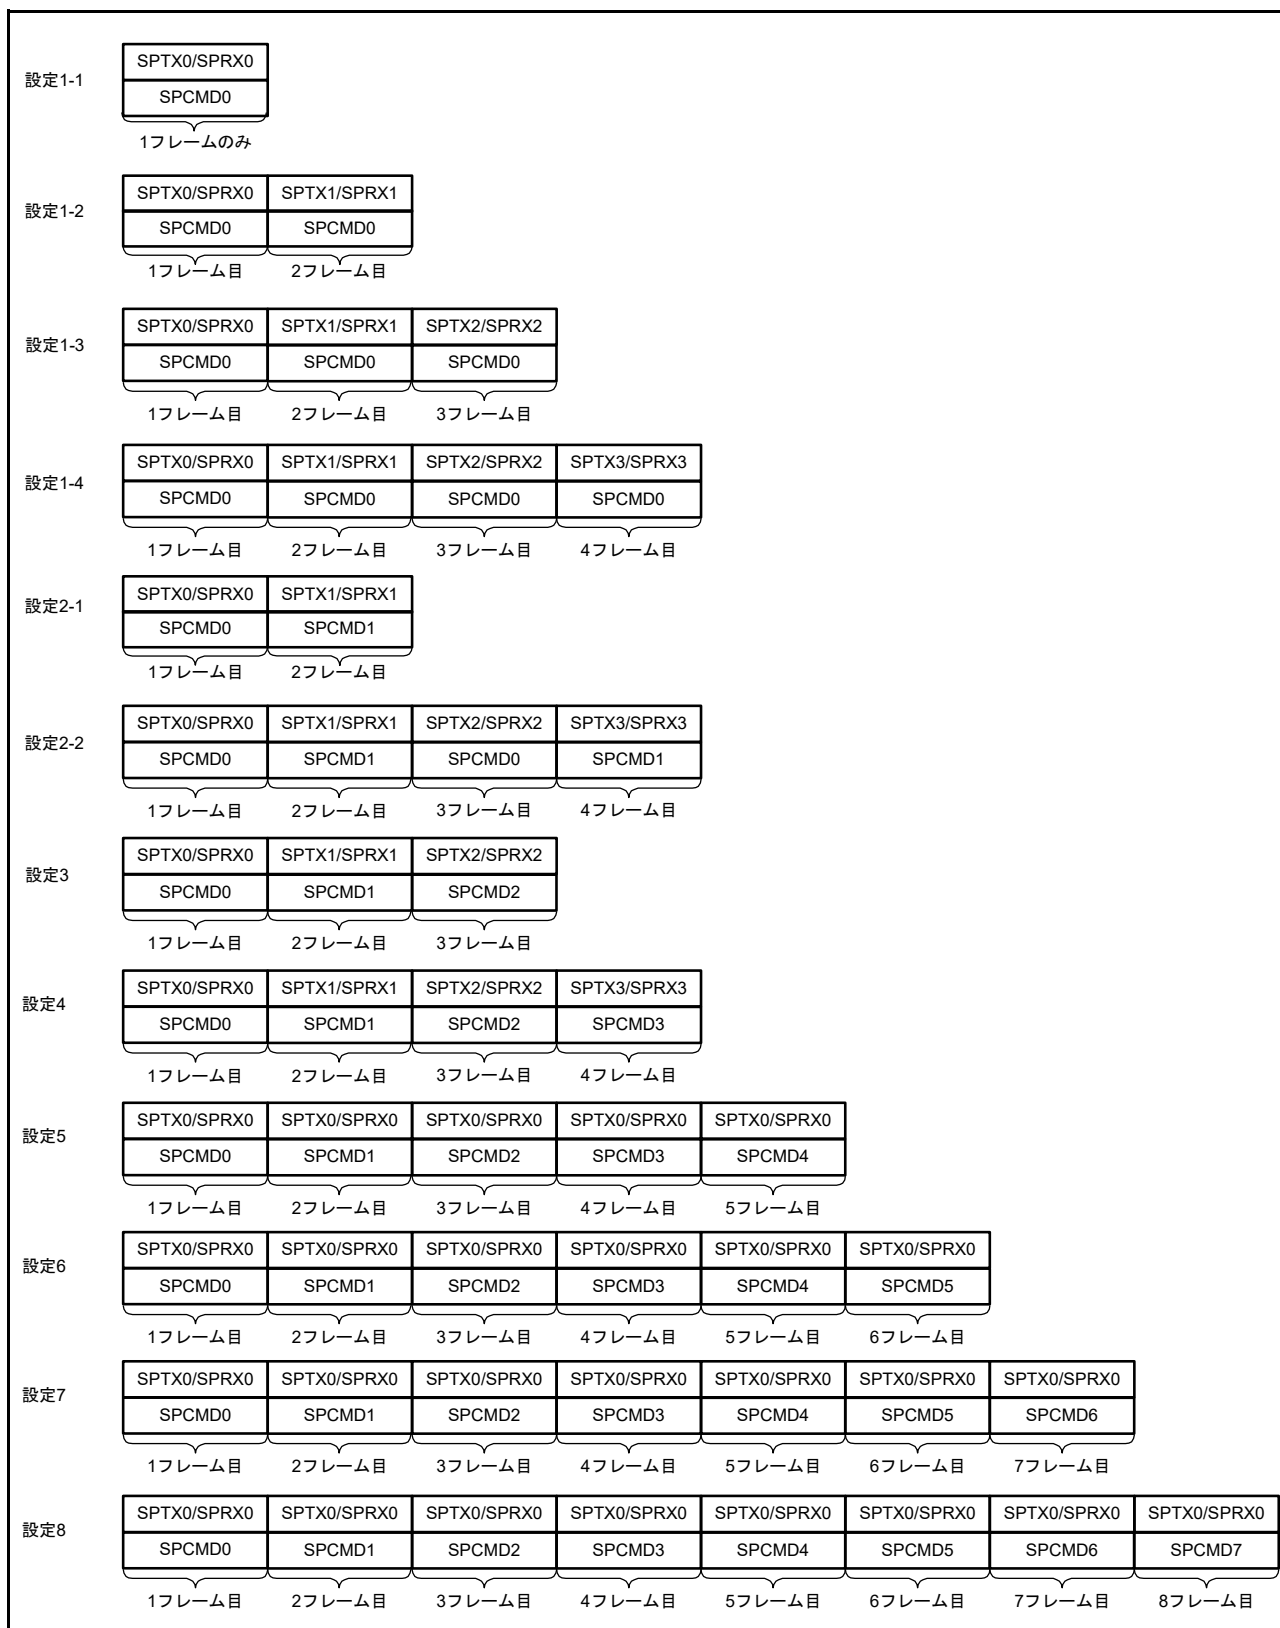 設定1-1
SPTX0/SPRX0
SPCMD0
1フレームのみ
設定1-2
SPTX0/SPRX0 SPTX1/SPRX1
SPCMD0 SPCMD0
1フレーム目 2フレーム目
設定1-3
SPTX0/SPRX0 SPTX1/SPRX1 SPTX2/SPRX2
SPCMD0 SPCMD0 SPCMD0
1フレーム目 2フレーム目 3フレーム目
設定1-4
SPTX0/SPRX0 SPTX1/SPRX1 SPTX2/SPRX2 SPTX3/SPRX3
SPCMD0 SPCMD0 SPCMD0 SPCMD0
1フレーム目 2フレーム目 3フレーム目 4フレーム目
設定2-1
SPTX0/SPRX0 SPTX1/SPRX1
SPCMD0 SPCMD1
1フレーム目 2フレーム目
設定2-2
SPTX0/SPRX0 SPTX1/SPRX1 SPTX2/SPRX2 SPTX3/SPRX3
SPCMD0 SPCMD1 SPCMD0 SPCMD1
1フレーム目 2フレーム目 3フレーム目 4フレーム目
設定3
SPTX0/SPRX0 SPTX1/SPRX1 SPTX2/SPRX2
SPCMD0 SPCMD1 SPCMD2
1フレーム目 2フレーム目 3フレーム目
設定4
SPTX0/SPRX0 SPTX1/SPRX1 SPTX2/SPRX2 SPTX3/SPRX3
SPCMD0 SPCMD1 SPCMD2 SPCMD3
1フレーム目 2フレーム目 3フレーム目 4フレーム目
設定5
SPTX0/SPRX0 SPTX0/SPRX0 SPTX0/SPRX0 SPTX0/SPRX0 SPTX0/SPRX0
SPCMD0 SPCMD1 SPCMD2 SPCMD3 SPCMD4
1フレーム目 2フレーム目 3フレーム目 4フレーム目 5フレーム目
設定6
SPTX0/SPRX0 SPTX0/SPRX0 SPTX0/SPRX0 SPTX0/SPRX0 SPTX0/SPRX0 SPTX0/SPRX0
SPCMD0 SPCMD1 SPCMD2 SPCMD3 SPCMD4 SPCMD5
1フレーム目 2フレーム目 3フレーム目 4フレーム目 5フレーム目 6フレーム目
設定7
SPTX0/SPRX0 SPTX0/SPRX0 SPTX0/SPRX0 SPTX0/SPRX0 SPTX0/SPRX0 SPTX0/SPRX0 SPTX0/SPRX0
SPCMD0 SPCMD1 SPCMD2 SPCMD3 SPCMD4 SPCMD5 SPCMD6
1フレーム目 2フレーム目 3フレーム目 4フレーム目 5フレーム目 6フレーム目 7フレーム目
設定8
SPTX0/SPRX0 SPTX0/SPRX0 SPTX0/SPRX0 SPTX0/SPRX0 SPTX0/SPRX0 SPTX0/SPRX0 SPTX0/SPRX0 SPTX0/SPRX0
SPCMD0 SPCMD1 SPCMD2 SPCMD3 SPCMD4 SPCMD5 SPCMD6 SPCMD7
1フレーム目 2フレーム目 3フレーム目 4フレーム目 5フレーム目 6フレーム目 7フレーム目 8フレーム目